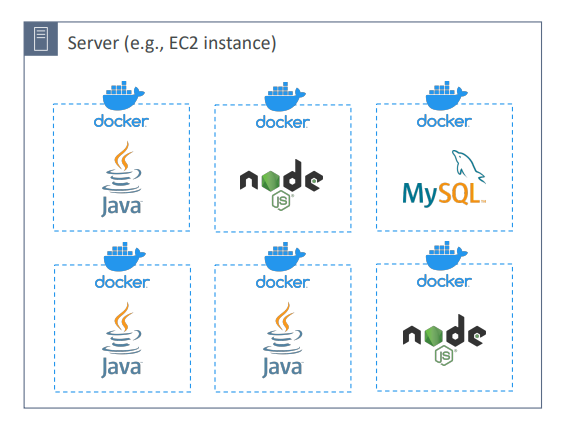 Server (e.g., EC2 instance)
docker
docker
docker
Java
node
JS
MySQL
docker
docker
docker
Java
Java
node
JS